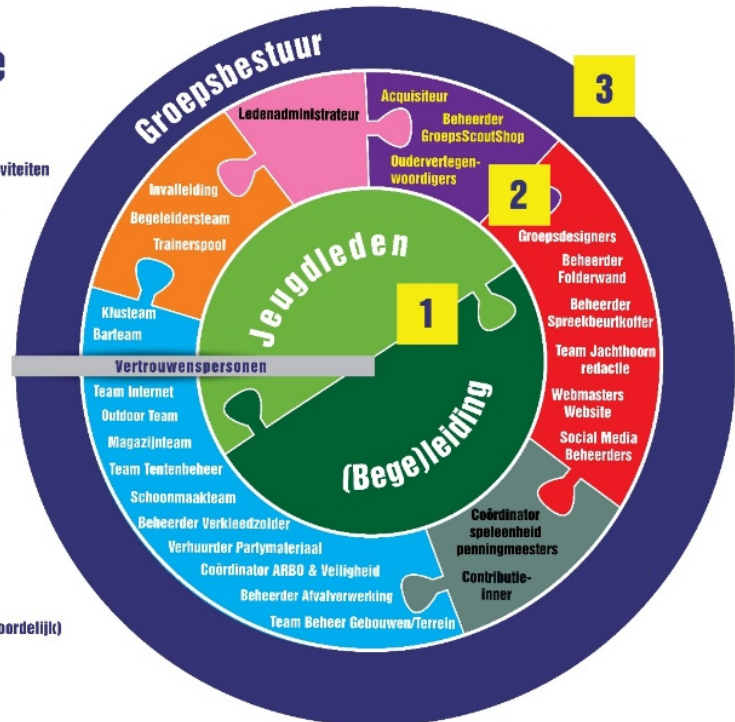 e
viteiten
oordelijk)
Groepsbestuur
3
Ledenadministrateur
Acquisiteur
Beheerder
GroepsScoutShop
Oudervertegen-
woordigers
2
Invalleiding
Begeleidersteam
Trainerspool
Groepsdesigners
Beheerder
Folderwand
Beheerder
Spreekbeurtkoffer
Team Jachthoorn
redactie
Webmasters
Website
Social Media
Beheerders
Jeugdleden
1
(Bege)leiding
Klusteam
Barteam
Vertrouwenspersonen
Team Internet
Outdoor Team
Magazijnteam
Team Tentenbeheer
Schoonmaakteam
Beheerder Verkleedzolder
Verhuurder Partymateriaal
Coördinator ARBO & Veiligheid
Beheerder Afvalverwerking
Team Beheer Gebouwen/Terrein
Coördinator
speleenheid
penningmeesters
Contributie-
inner